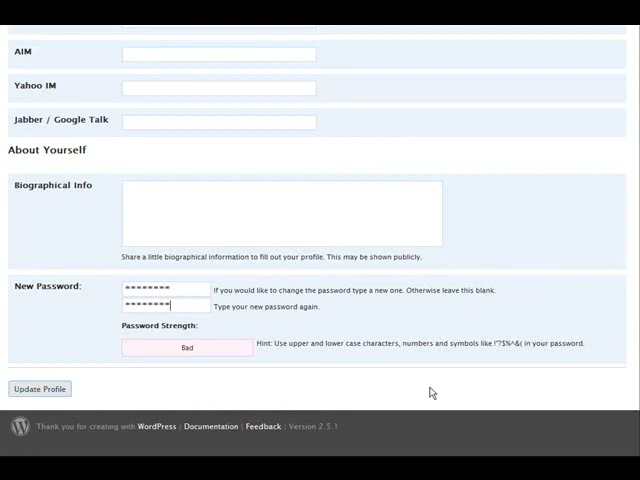 AIM
Yahoo IM
Jabber / Google Talk
About Yourself
Biographical Info
Share a little biographical information to fill out your profile. This may be shown publicly.
New Password:
******** If you would like to change the password type a new one. Otherwise leave this blank.
******** Type your new password again.
Password Strength:
Bad
Hint: Use upper and lower case characters, numbers and symbols like !"?$%^&( in your password.
Update Profile
Thank you for creating with WordPress | Documentation | Feedback | Version 2.5.1